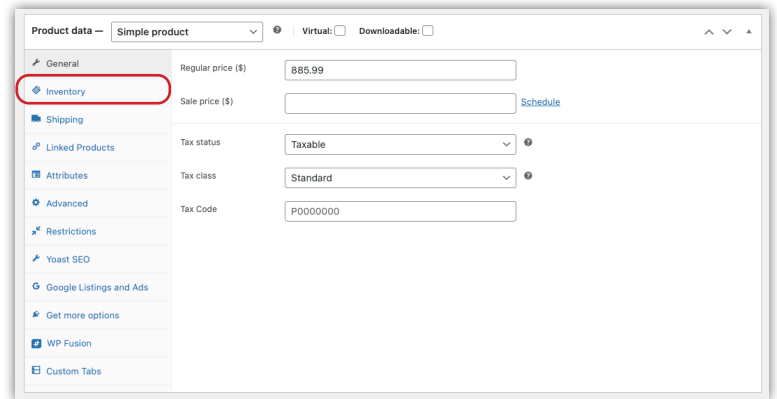 Product data — Simple product Virtual: Downloadable:
General
Inventory
Shipping
Linked Products
Attributes
Advanced
Restrictions
Yoast SEO
Google Listings and Ads
Get more options
WP Fusion
Custom Tabs
Regular price ($) 885.99
Sale price ($) Schedule
Tax status Taxable
Tax class Standard
Tax Code P0000000